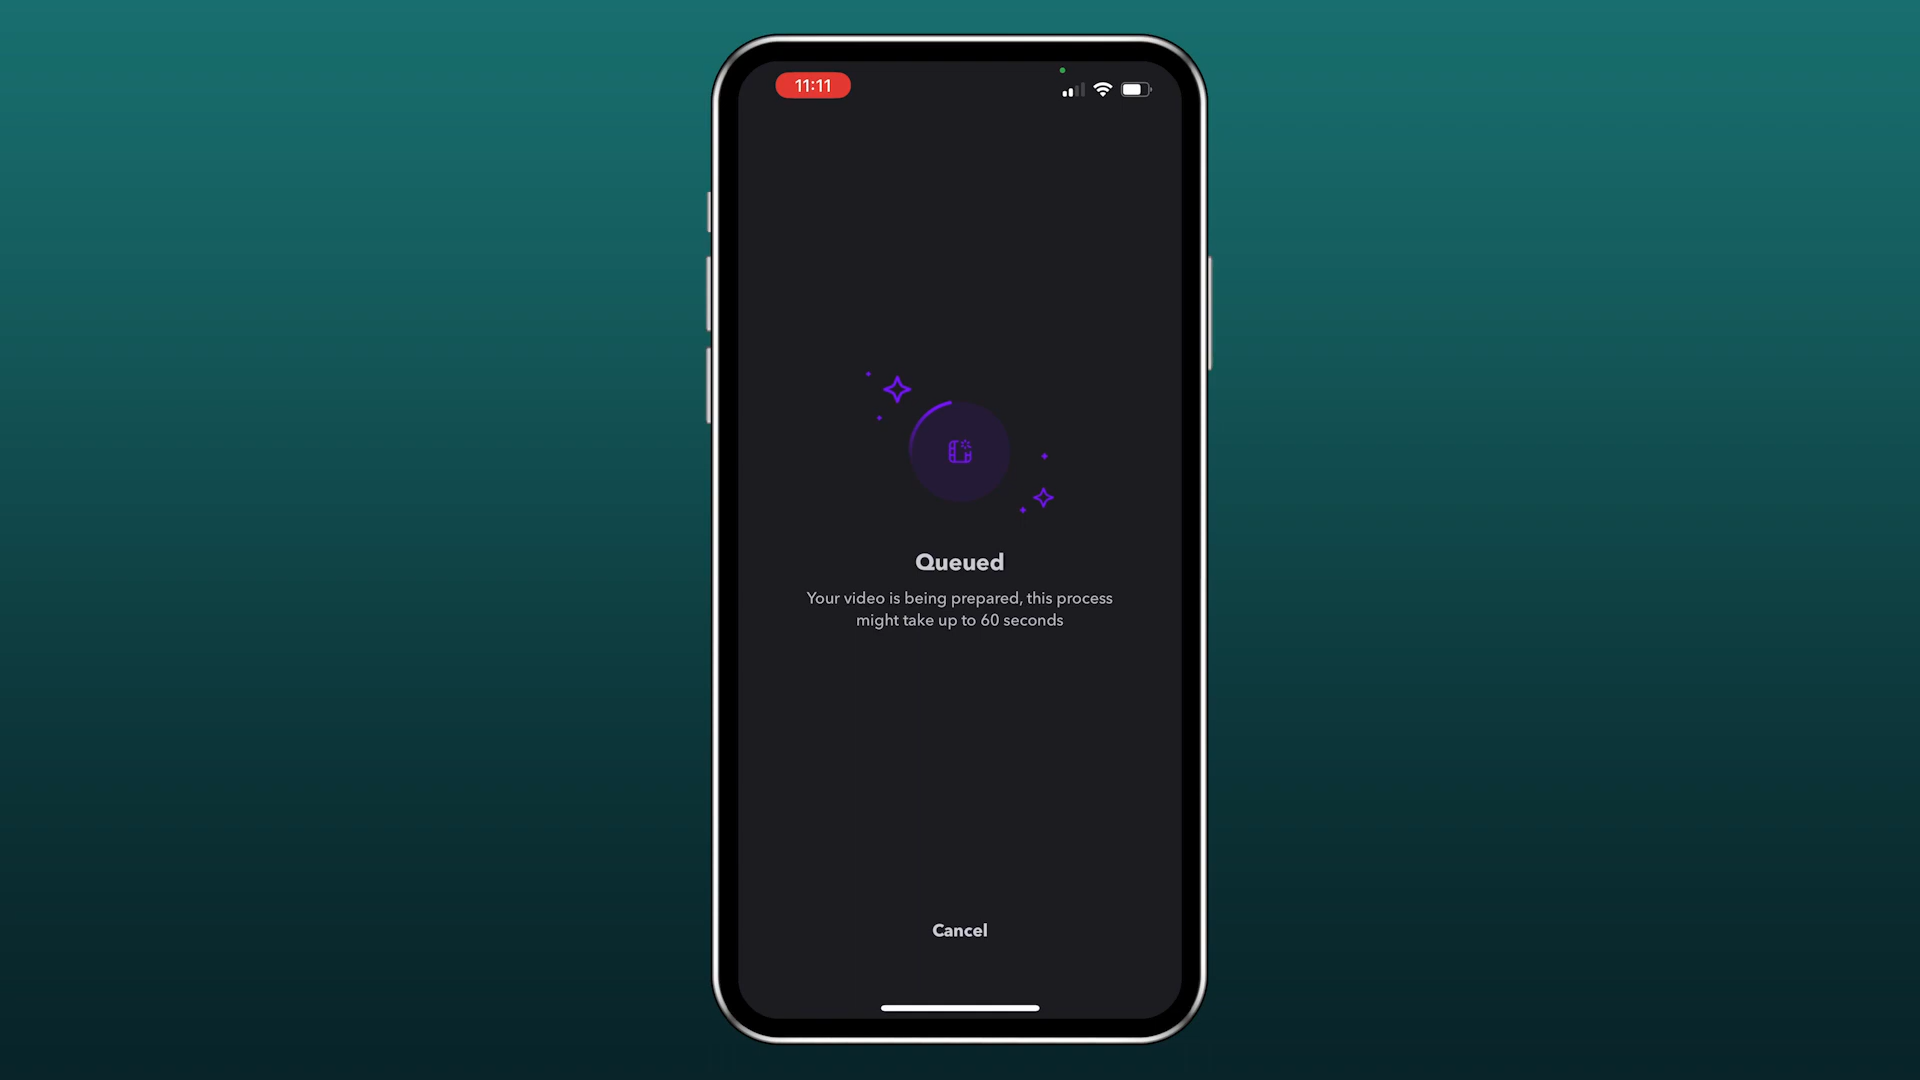 11:11
Queued
Your video is being prepared, this process
might take up to 60 seconds
Cancel